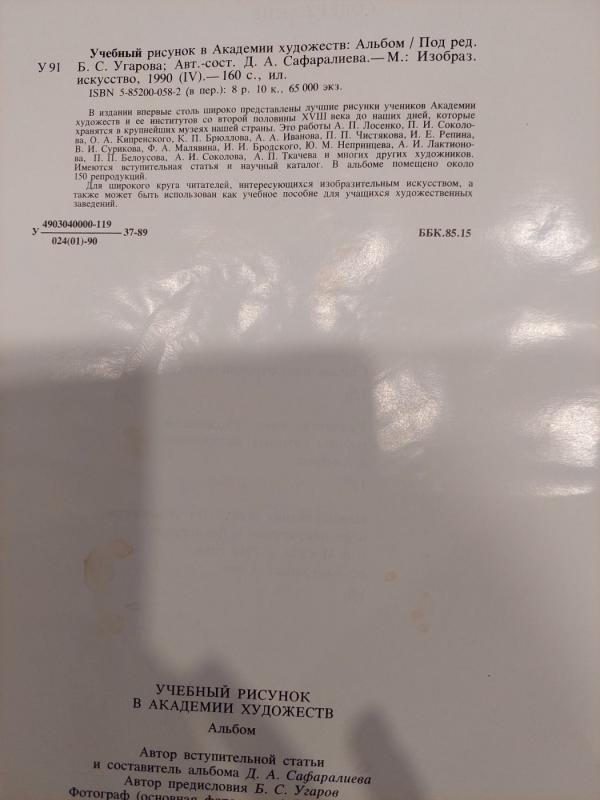 Учебный рисунок в Академии художеств: Альбом / Под ред.
У 91 Б. С. Угарова; Авт.-сост. Д. А. Сафаралиева.— М.: Изобраз.
искусство, 1990 (IV).— 160 с., ил.
ISBN 5-85200-058-2 (в пер.): 8 р. 10 к., 65 000 экз.
В издании впервые столь широко представлены лучшие рисунки учеников Академии
художеств и ее институтов со второй половины XVIII века до наших дней, которые
хранятся в крупнейших музеях нашей страны. Это работы А. П. Лосенко, П. И. Соколо-
ва, О. А. Кипренского, К. П. Брюллова, А. А. Иванова, П. П. Чистякова, И. Е. Репина,
В. И. Сурикова, Ф. А. Малявина, И. И. Бродского, Ю. М. Непринцева, А. И. Лактионо-
ва, П. П. Белоусова, А. И. Соколова, А. П. Ткачева и многих других художников.
Имеются вступительная статья и научный каталог. В альбоме помещено около
150 репродукций.
Для широкого круга читателей, интересующихся изобразительным искусством, а
также может быть использован как учебное пособие для учащихся художественных
заведений.
4903040000-119
У 37-89 ББК.85.15
024(01)-90
УЧЕБНЫЙ РИСУНОК
В АКАДЕМИИ ХУДОЖЕСТВ
Альбом
Автор вступительной статьи
и составитель альбома Д. А. Сафаралиева
Автор предисловия Б. С. Угаров
Фотограф (основная